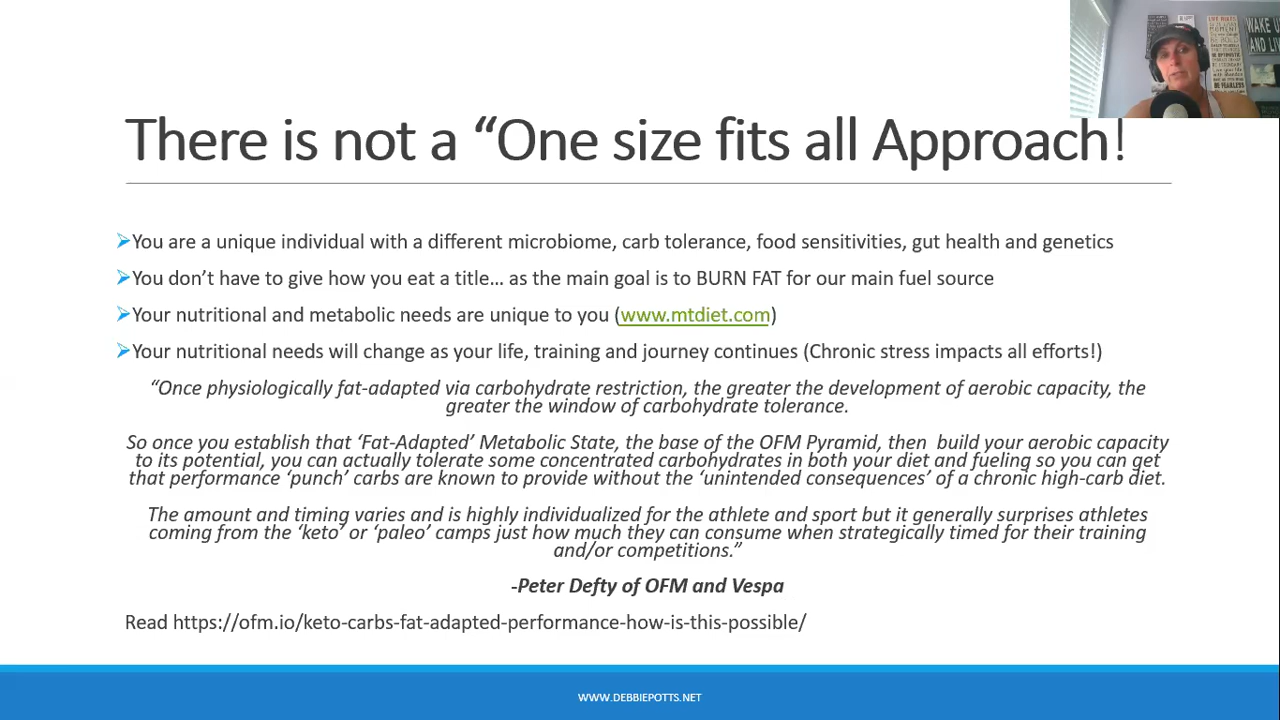 WAKE U
AND LIV
LIFE
MOMENT
BE FEARLESS
There is not a “One size fits all Approach!
You are a unique individual with a different microbiome, carb tolerance, food sensitivities, gut health and genetics
You don’t have to give how you eat a title… as the main goal is to BURN FAT for our main fuel source
Your nutritional and metabolic needs are unique to you (www.mtdiet.com)
Your nutritional needs will change as your life, training and journey continues (Chronic stress impacts all efforts!)
“Once physiologically fat-adapted via carbohydrate restriction, the greater the development of aerobic capacity, the
greater the window of carbohydrate tolerance.
So once you establish that ‘Fat-Adapted’ Metabolic State, the base of the OFM Pyramid, then build your aerobic capacity
to its potential, you can actually tolerate some concentrated carbohydrates in both your diet and fueling so you can get
that performance ‘punch’ carbs are known to provide without the ‘unintended consequences’ of a chronic high-carb diet.
The amount and timing varies and is highly individualized for the athlete and sport but it generally surprises athletes
coming from the ‘keto’ or ‘paleo’ camps just how much they can consume when strategically timed for their training
and/or competitions.”
-Peter Defty of OFM and Vespa
Read https://ofm.io/keto-carbs-fat-adapted-performance-how-is-this-possible/
WWW.DEBBIEPOTTS.NET